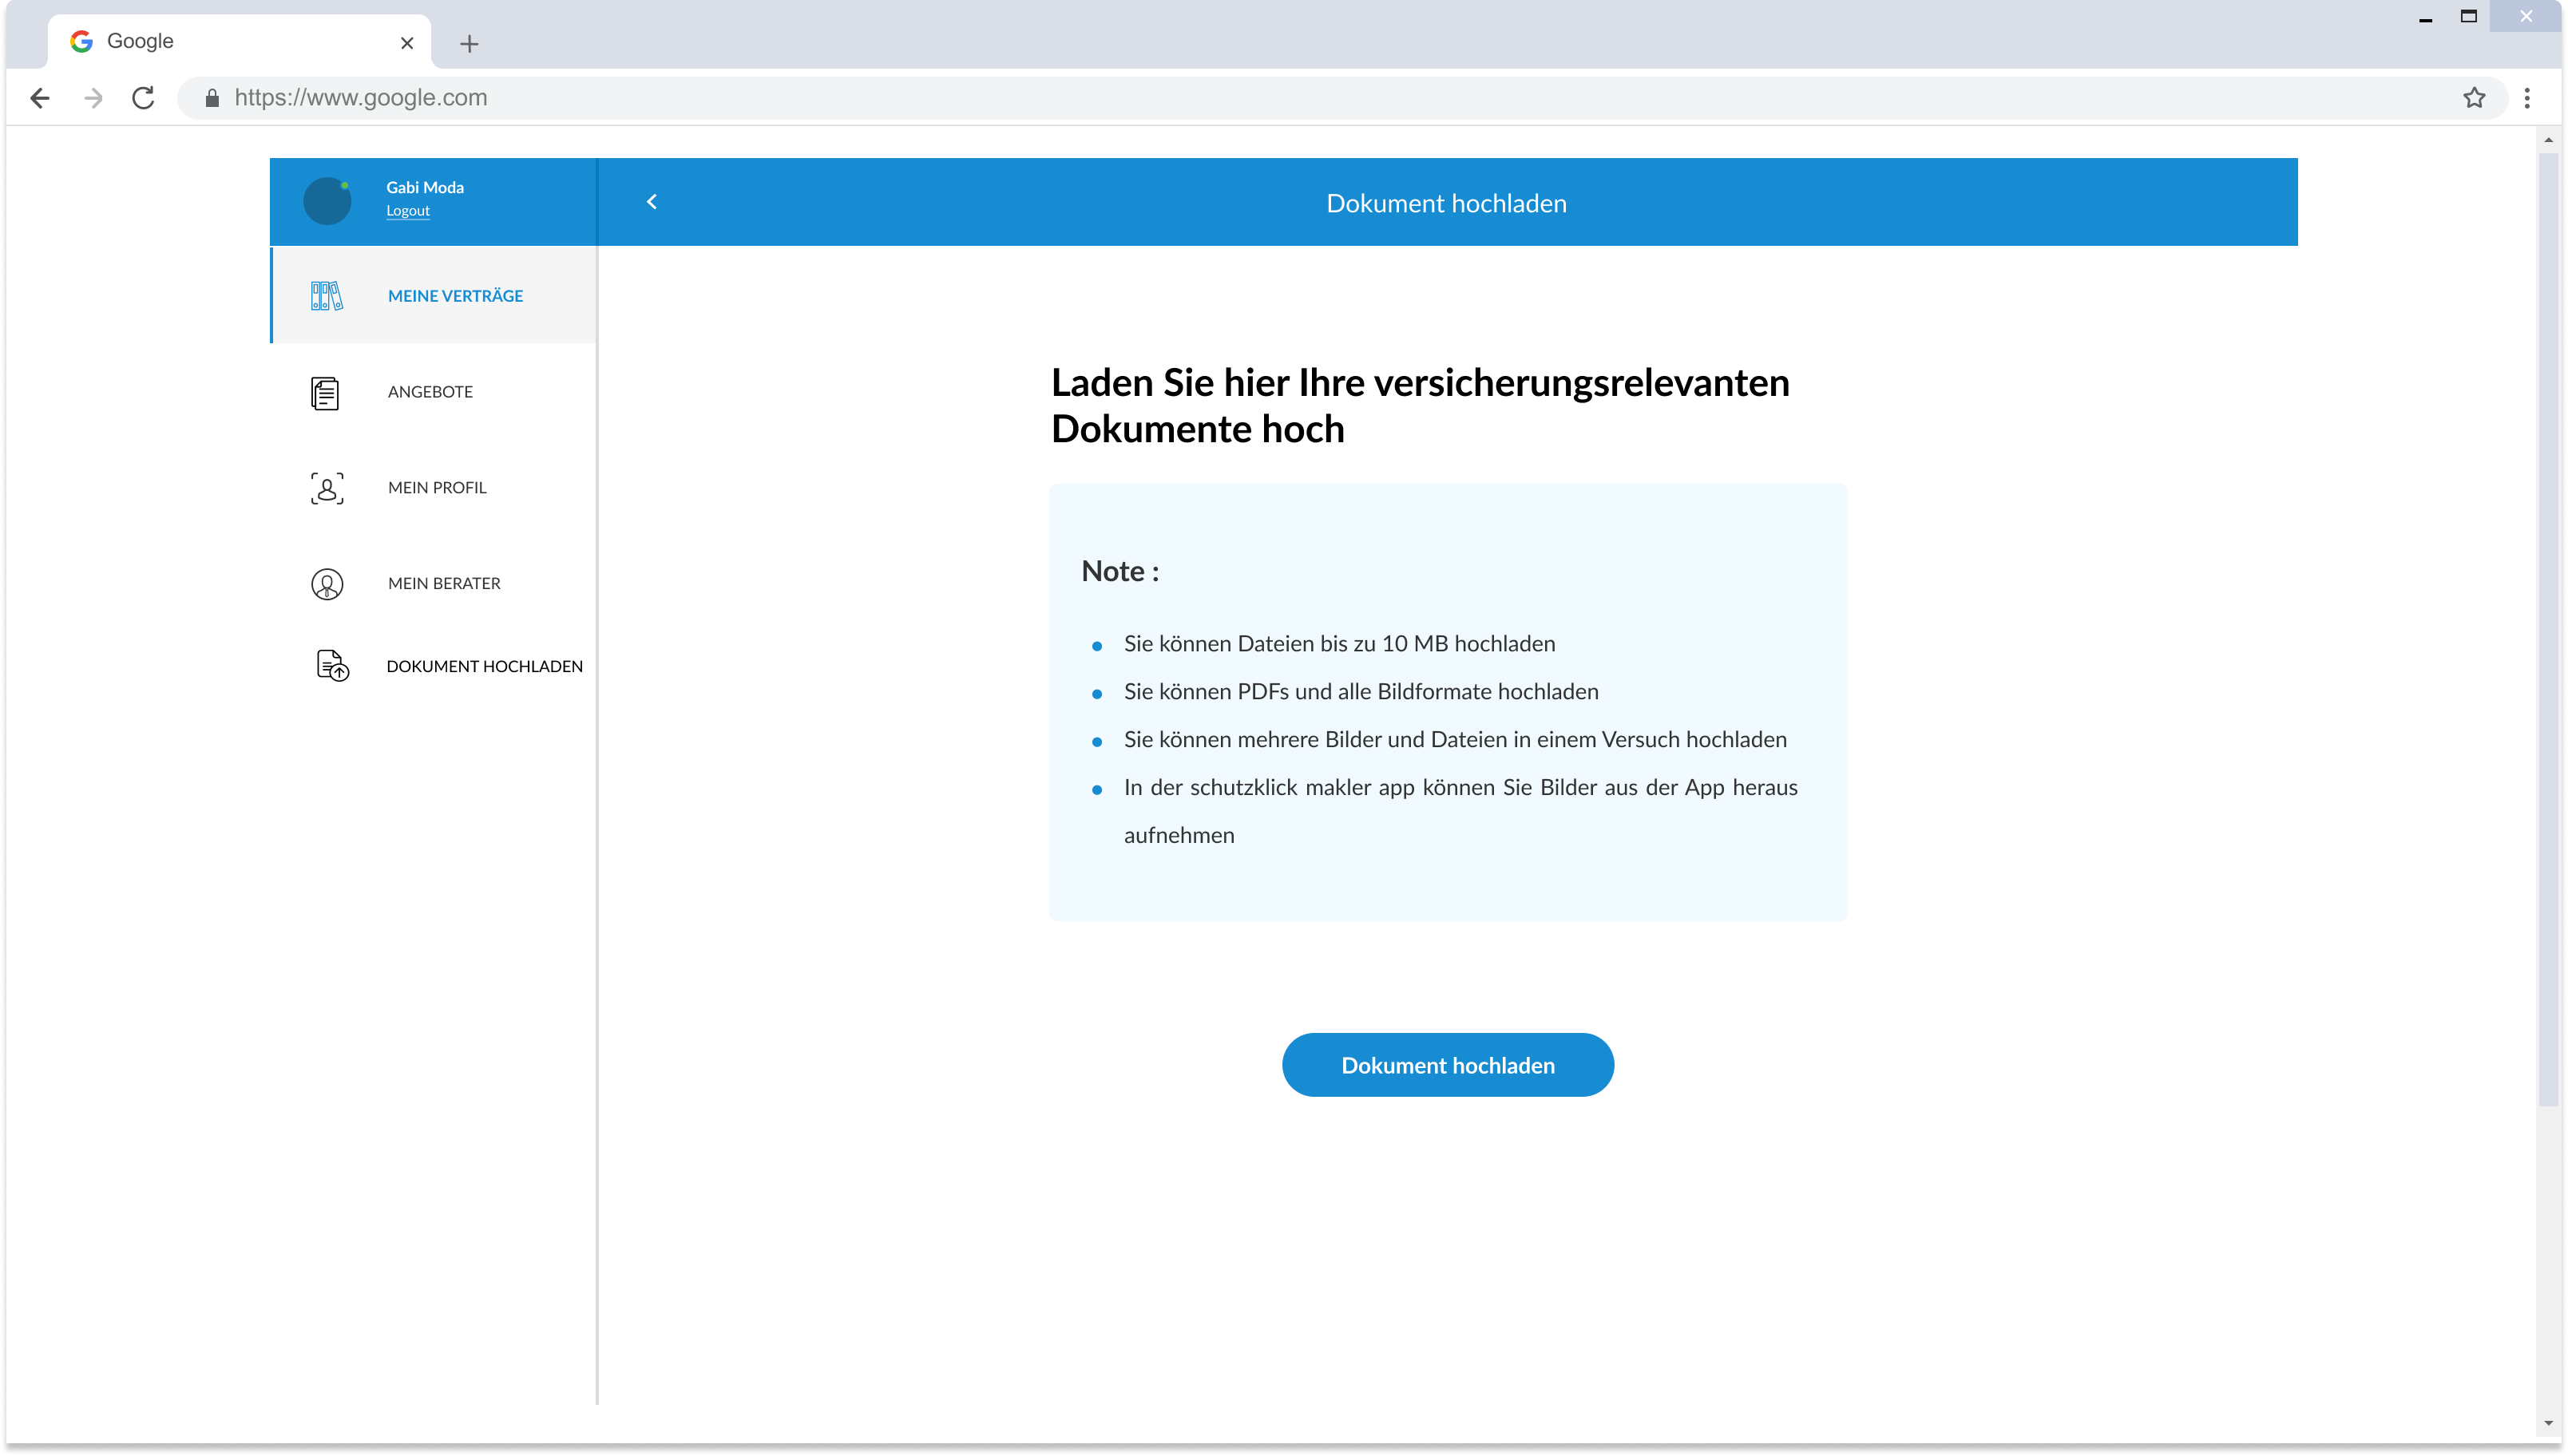 Google
https://www.google.com
Gabi Moda
Logout
Dokument hochladen
MEINE VERTRÄGE
ANGEBOTE
MEIN PROFIL
MEIN BERATER
DOKUMENT HOCHLADEN
Laden Sie hier Ihre versicherungsrelevanten
Dokumente hoch
Note :
Sie können Dateien bis zu 10 MB hochladen
Sie können PDFs und alle Bildformate hochladen
Sie können mehrere Bilder und Dateien in einem Versuch hochladen
In der schutzklick makler app können Sie Bilder aus der App heraus
aufnehmen
Dokument hochladen